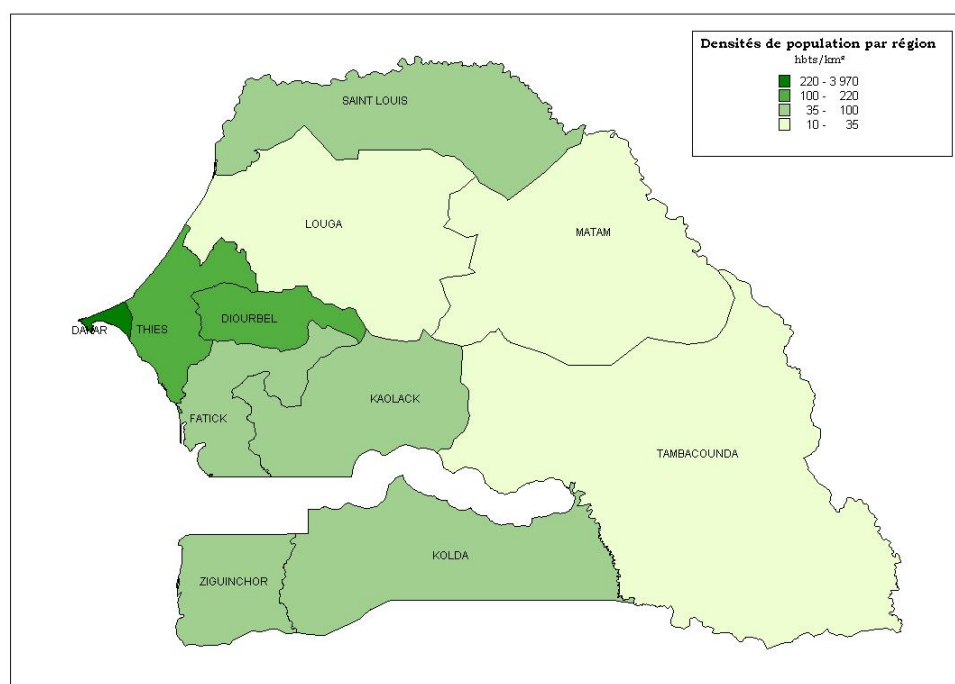 Densités de population par région
hbts/km²
220 - 3 970
100 - 220
35 - 100
10 - 35
SAINT LOUIS
LOUGA
MATAM
DAKAR
THIES
DIOURBEL
KAOLACK
FATICK
TAMBACOUNDA
KOLDA
ZIGUINCHOR